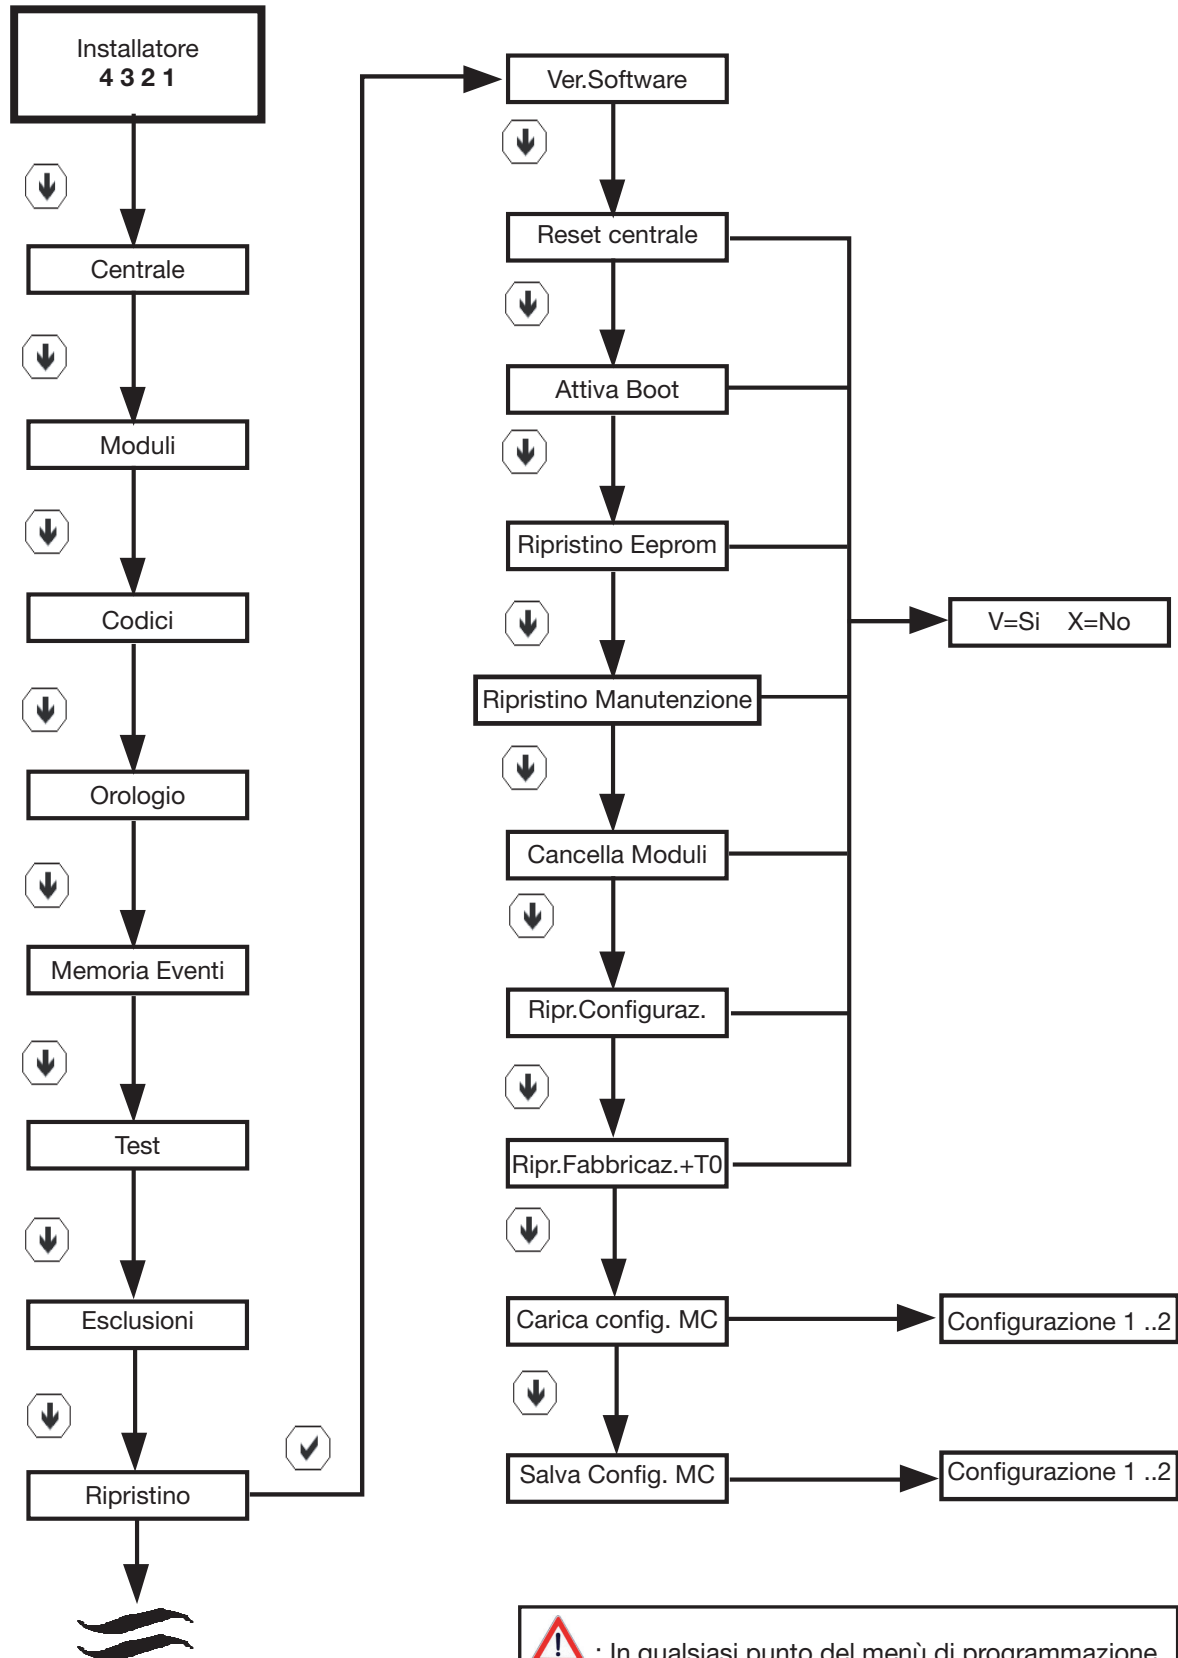 Installatore
4 3 2 1
Centrale
Moduli
Codici
Orologio
Memoria Eventi
Test
Esclusioni
Ripristino
Ver.Software
Reset centrale
Attiva Boot
Ripristino Eeprom
Ripristino Manutenzione
Cancella Moduli
Ripr.Configuraz.
Ripr.Fabbricaz.+T0
Carica config. MC
Salva Config. MC
V=Si X=No
Configurazione 1 ..2
Configurazione 1 ..2
! : In qualsiasi punto del menù di programmazione